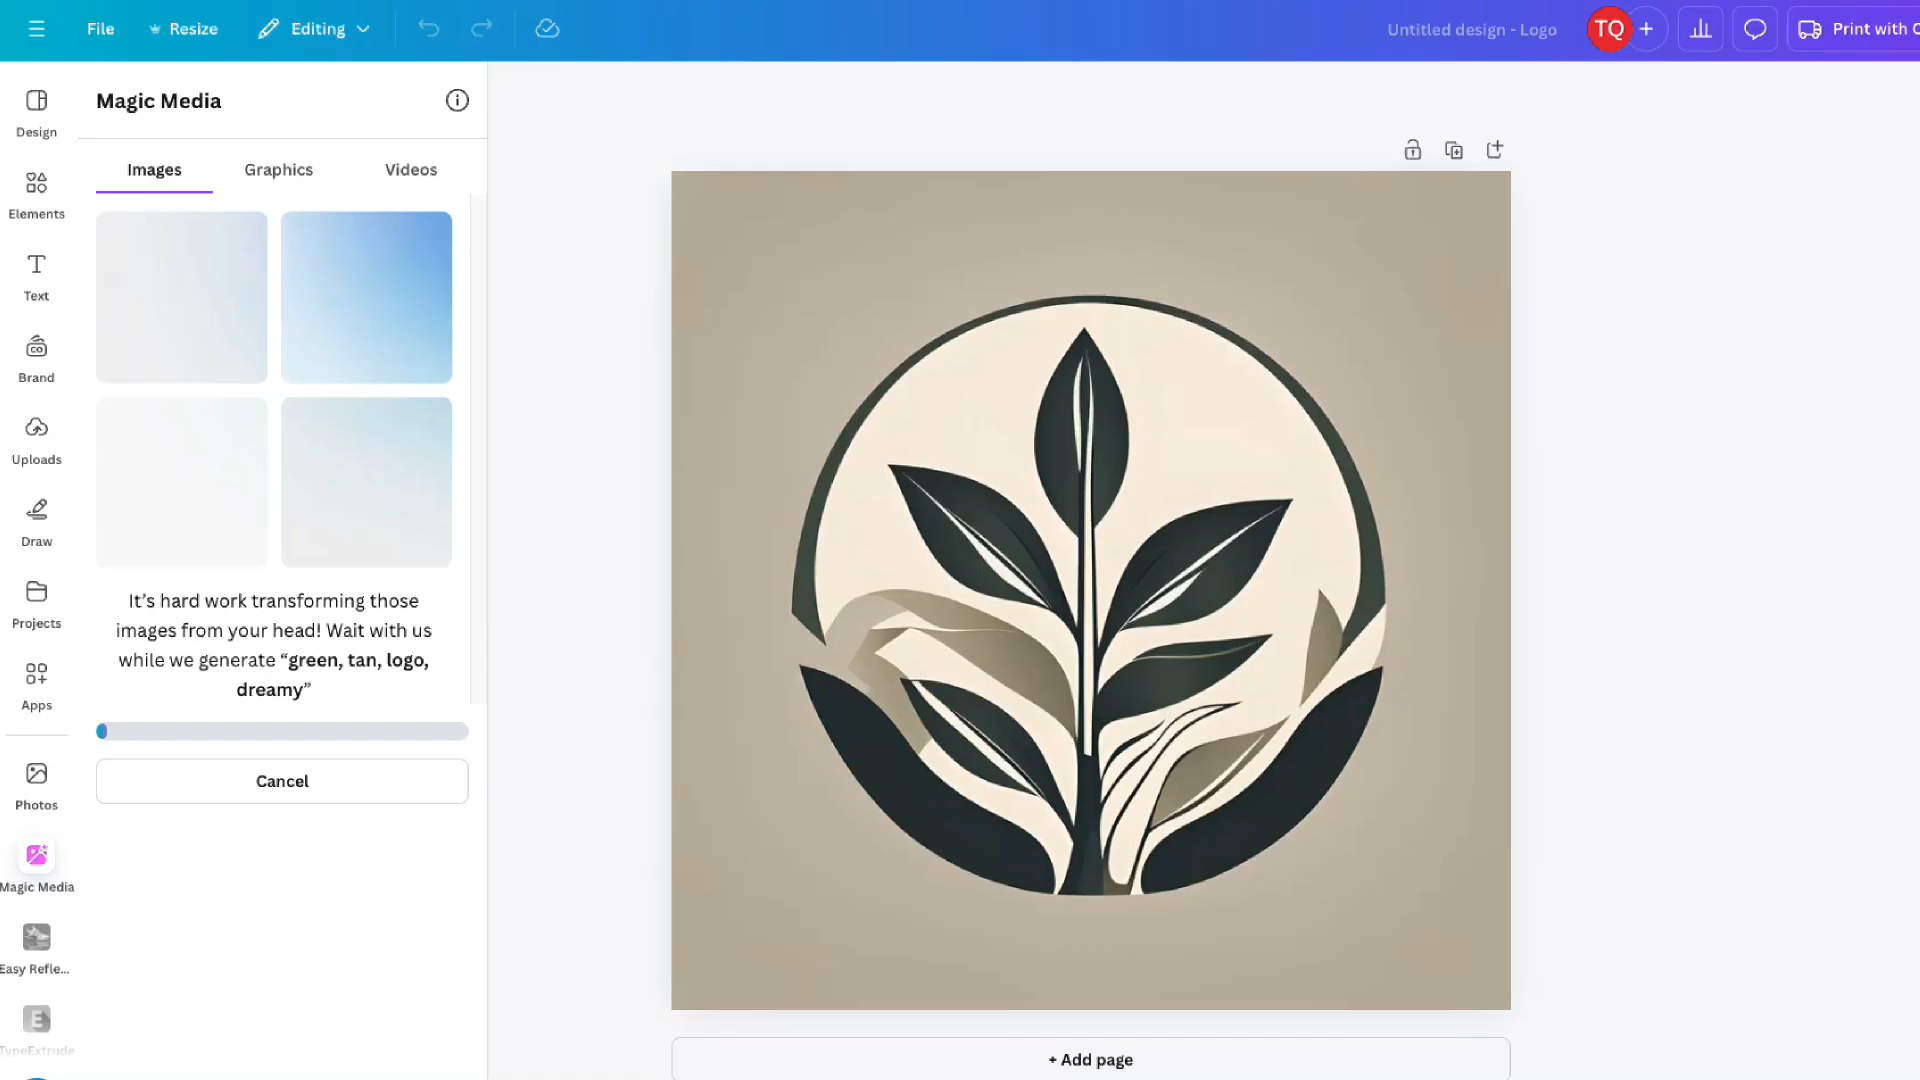 File
Resize
Editing
Untitled design - Logo
TQ
Print with C
Design
Elements
Text
CO
Brand
Uploads
Draw
Projects
Apps
Photos
Magic Media
Easy Refle...
E
TypeExtrude
Magic Media
Images
Graphics
Videos
It’s hard work transforming those
images from your head! Wait with us
while we generate “green, tan, logo,
dreamy”
Cancel
+ Add page